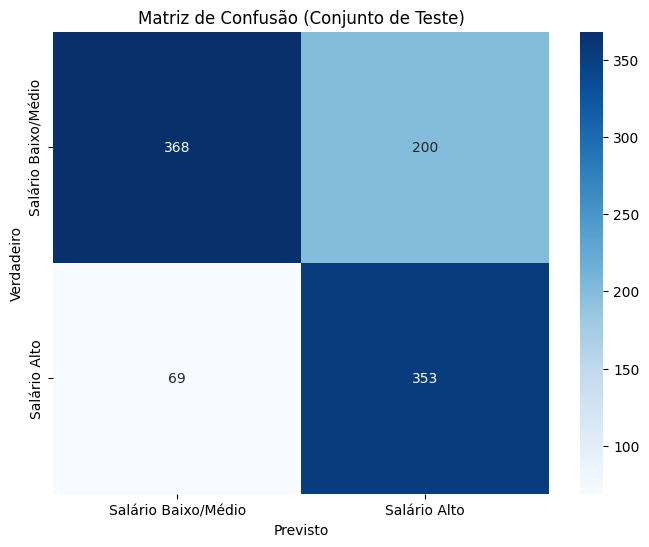 Matriz de Confusão (Conjunto de Teste)
Verdadeiro
Salário Baixo/Médio
Salário Alto
368
200
69
353
Salário Baixo/Médio
Salário Alto
Previsto
350
300
250
200
150
100